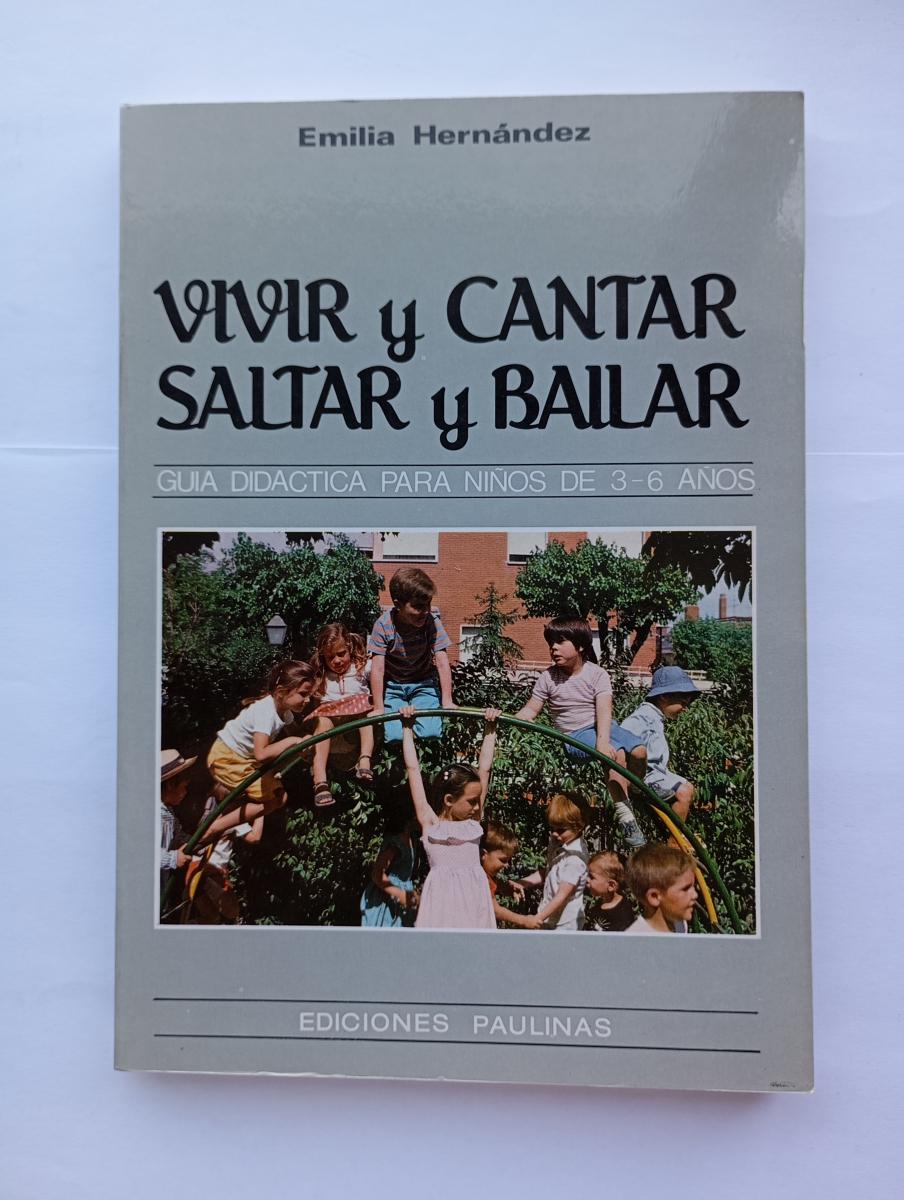 Emilia Hernández
VIVIR y CANTAR
SALTAR y BAILAR
GUIA DIDACTICA PARA NIÑOS DE 3-6 AÑOS
EDICIONES PAULINAS